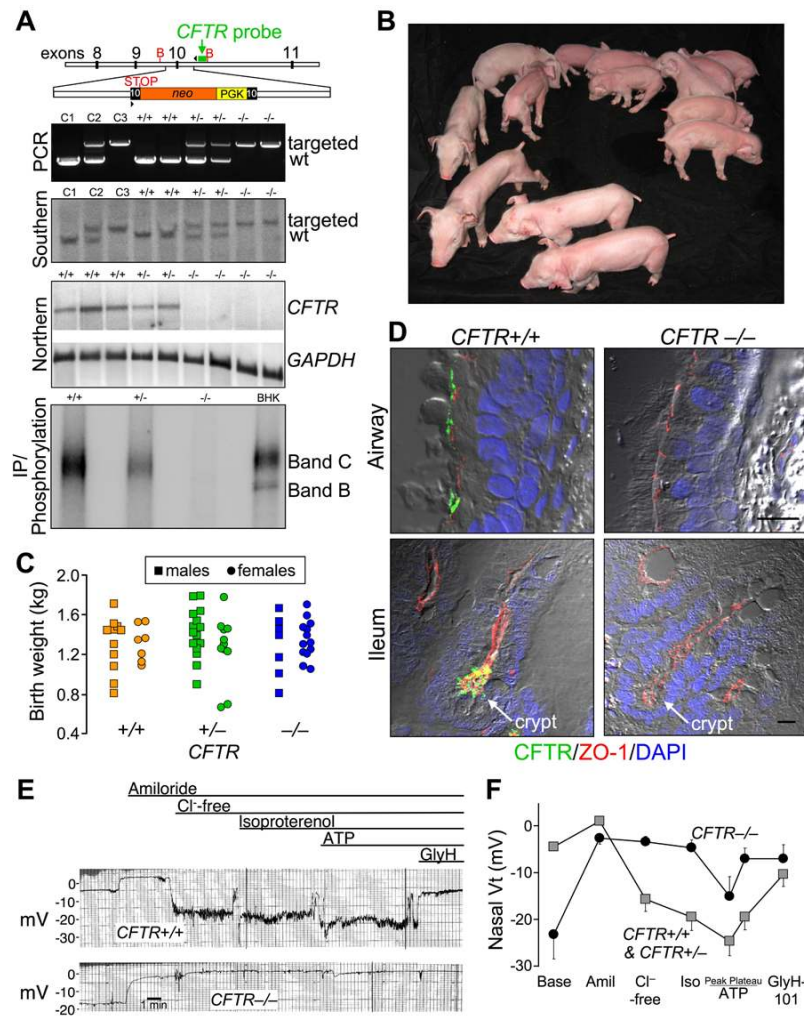 A
CFTR probe
exons 8 9 B 10 B 11
STOP
10 neo PGK 10
PCR
C1 C2 C3 +/+ +/+ +/- +/- -/- -/-
targeted
wt
Southern
C1 C2 C3 +/+ +/+ +/- +/- -/- -/-
targeted
wt
Northern
+/+ +/+ +/+ +/- +/- -/- -/- -/- -/-
CFTR
GAPDH
IP/
Phosphorylation
+/+ +/- -/- BHK
Band C
Band B
B
C
males females
Birth weight (kg)
2.0
1.6
1.2
0.8
0.4
+/+ +/– –/–
CFTR
D
CFTR+/+ CFTR –/–
Airway
Ileum
crypt crypt
CFTR/ZO-1/DAPI
E
Amiloride
Cl⁻-free
Isoproterenol
ATP
GlyH
mV
0
-10
-20
-30
CFTR+/+
mV
0
-10
-20
1 min
CFTR–/–
F
Nasal Vt (mV)
0
-10
-20
-30
CFTR–/–
CFTR+/+
& CFTR+/–
Base Amil Cl⁻ Iso Peak Plateau GlyH-
-free ATP 101